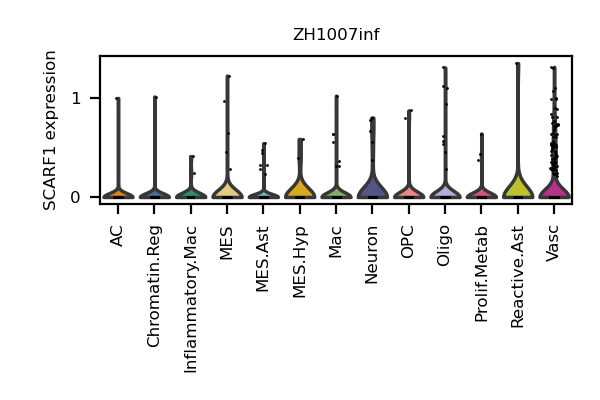 ZH1007inf
SCARF1 expression
1
0
AC
Chromatin.Reg
Inflammatory.Mac
MES
MES.Ast
MES.Hyp
Mac
Neuron
OPC
Oligo
Prolif.Metab
Reactive.Ast
Vasc